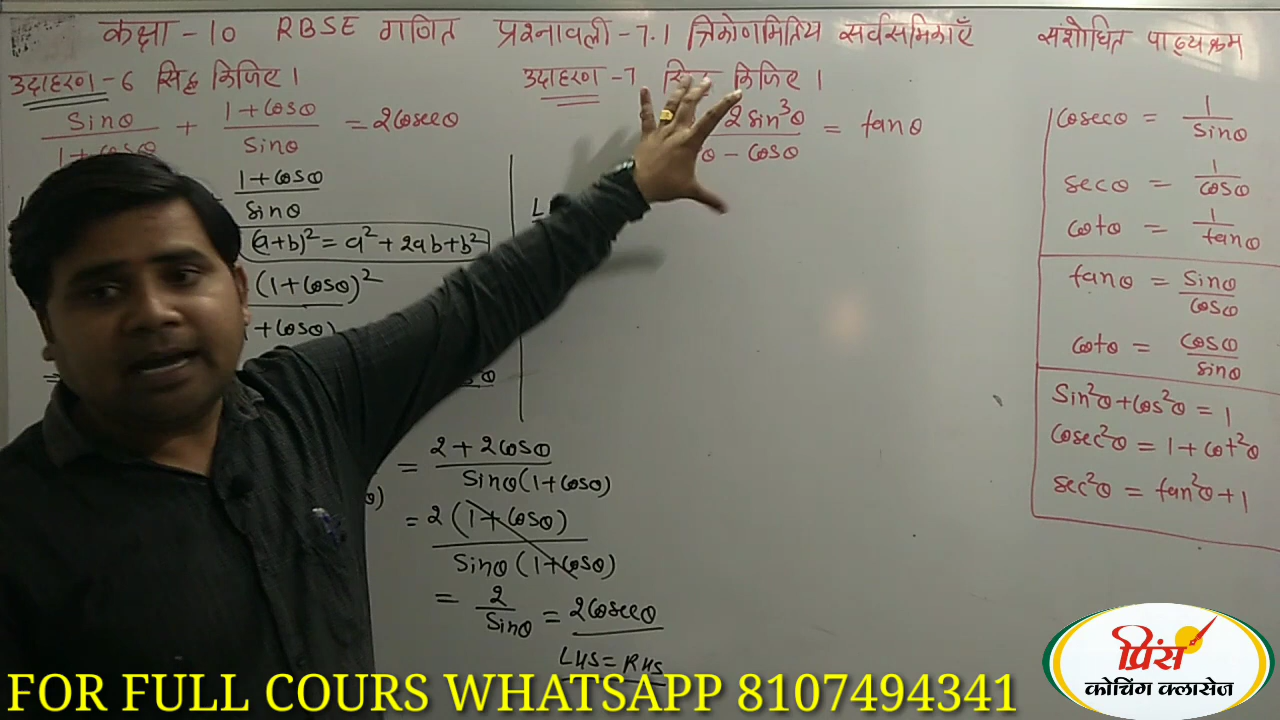 कक्षा - 10 RBSE गणित प्रश्नावली - 7.1 त्रिकोणमितिय सर्वसमिकाएँ संशोधित पाठ्यक्रम
उदाहरण - 6 सिद्ध किजिए।
sinθ/1+cosθ + 1+cosθ/sinθ = 2cosecθ
1+cosθ/sinθ
(a+b)² = a² + 2ab + b²
(1+cosθ)²
+cosθ)
= 2+2cosθ/sinθ(1+cosθ)
= 2(1+cosθ)/sinθ(1+cosθ)
= 2/sinθ = 2cosecθ
LHS = RHS
उदाहरण - 7 किजिए।
2sin³θ/θ - cosθ = tanθ
L
cosecθ = 1/sinθ
secθ = 1/cosθ
cotθ = 1/tanθ
tanθ = sinθ/cosθ
cotθ = cosθ/sinθ
sin²θ + cos²θ = 1
cosec²θ = 1 + cot²θ
sec²θ = tan²θ + 1
प्रिंस
कोचिंग क्लासेज
FOR FULL COURS WHATSAPP 8107494341